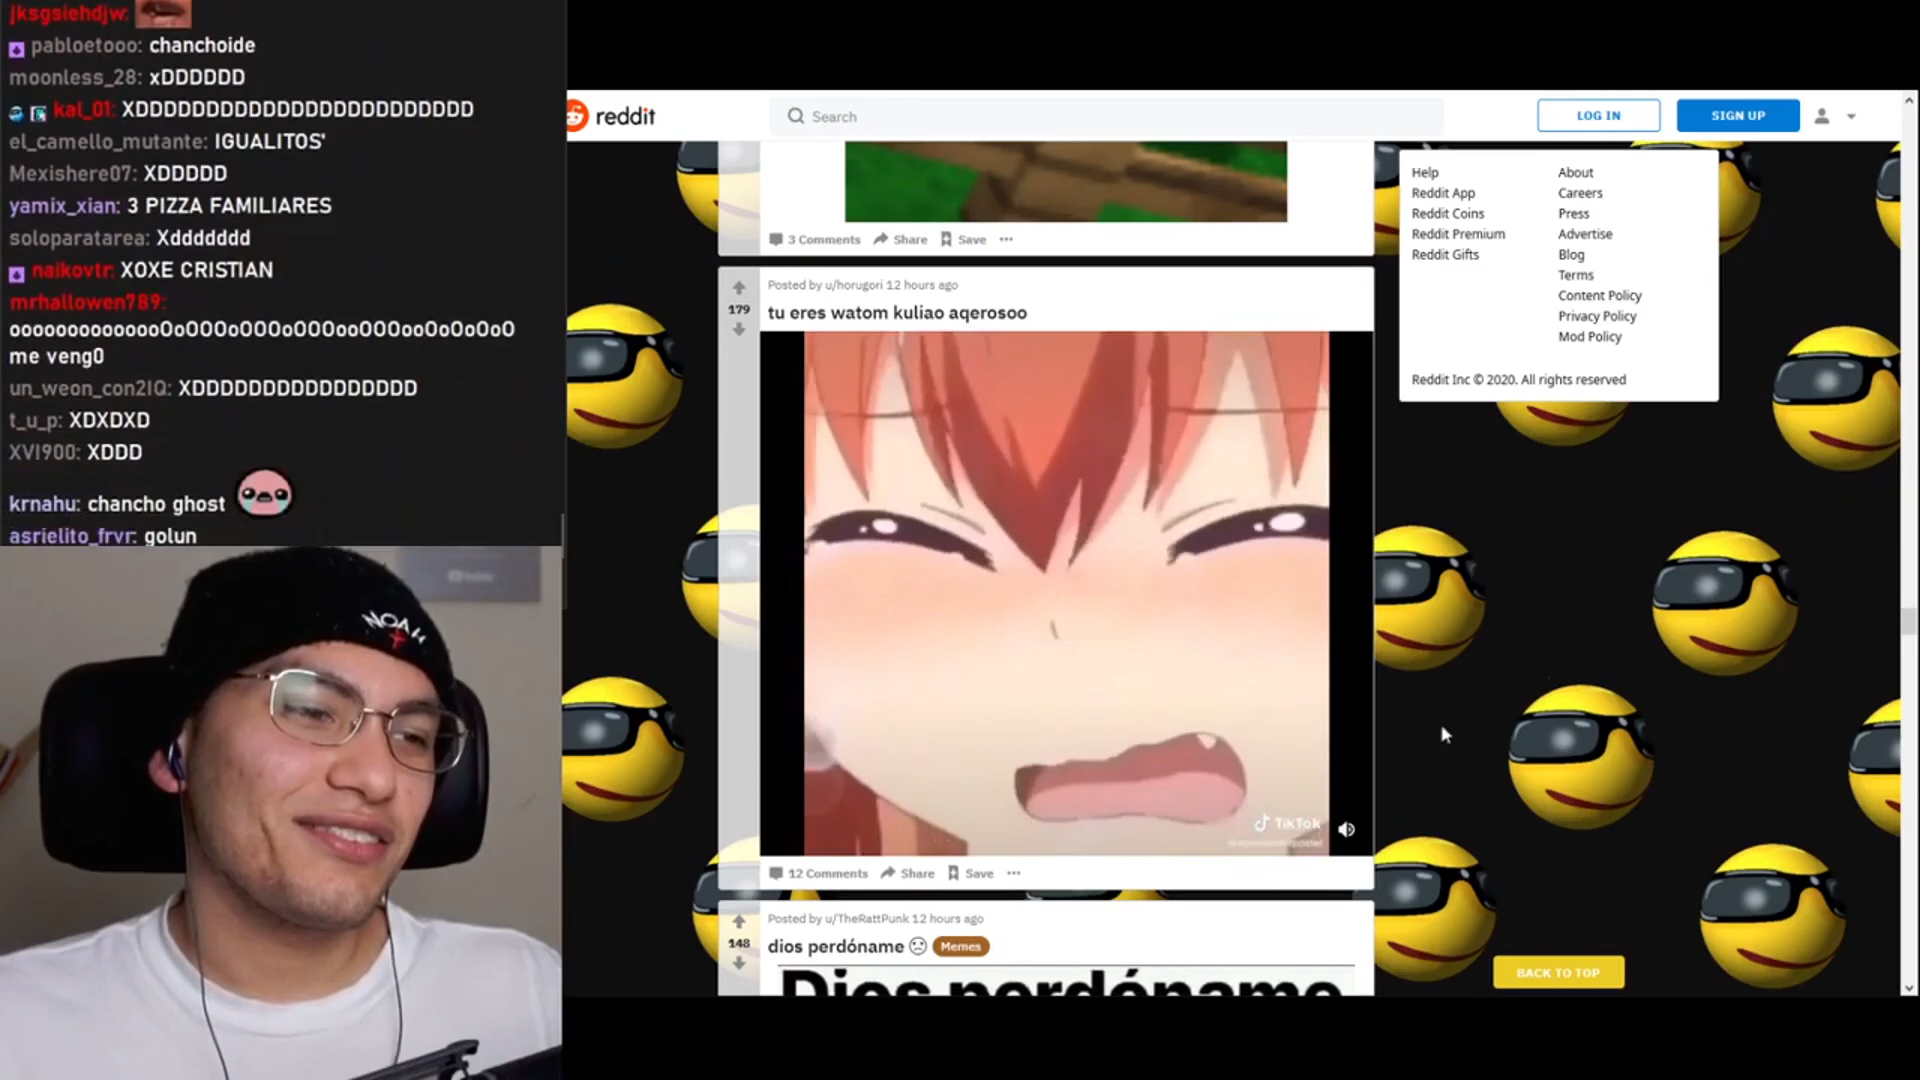 jksgsiehdjw:
pabloetooo: chanchoide
moonless_28: xDDDDDD
kal_01: XDDDDDDDDDDDDDDDDDDDDDDDD
el_camello_mutante: IGUALITOS'
Mexishere07: XDDDDD
yamix_xian: 3 PIZZA FAMILIARES
soloparatarea: Xddddddd
naikovtr: XOXE CRISTIAN
mrhallowen789:
oooooooooooooOoOOOoOOOoOOOooOOOooOoOoOoO
me veng0
un_weon_con2IQ: XDDDDDDDDDDDDDDDD
t_u_p: XDXDXD
XVI900: XDDD
krnahu: chancho ghost
asrielito_frvr: golun
NOAH
reddit
Search
LOG IN
SIGN UP
3 Comments Share Save
Posted by u/horugori 12 hours ago
179
tu eres watom kuliao aqerosoo
TikTok
12 Comments Share Save
Posted by u/TheRattPunk 12 hours ago
148
dios perdóname Memes
Dios perdóname
Help
Reddit App
Reddit Coins
Reddit Premium
Reddit Gifts
About
Careers
Press
Advertise
Blog
Terms
Content Policy
Privacy Policy
Mod Policy
Reddit Inc © 2020. All rights reserved
BACK TO TOP